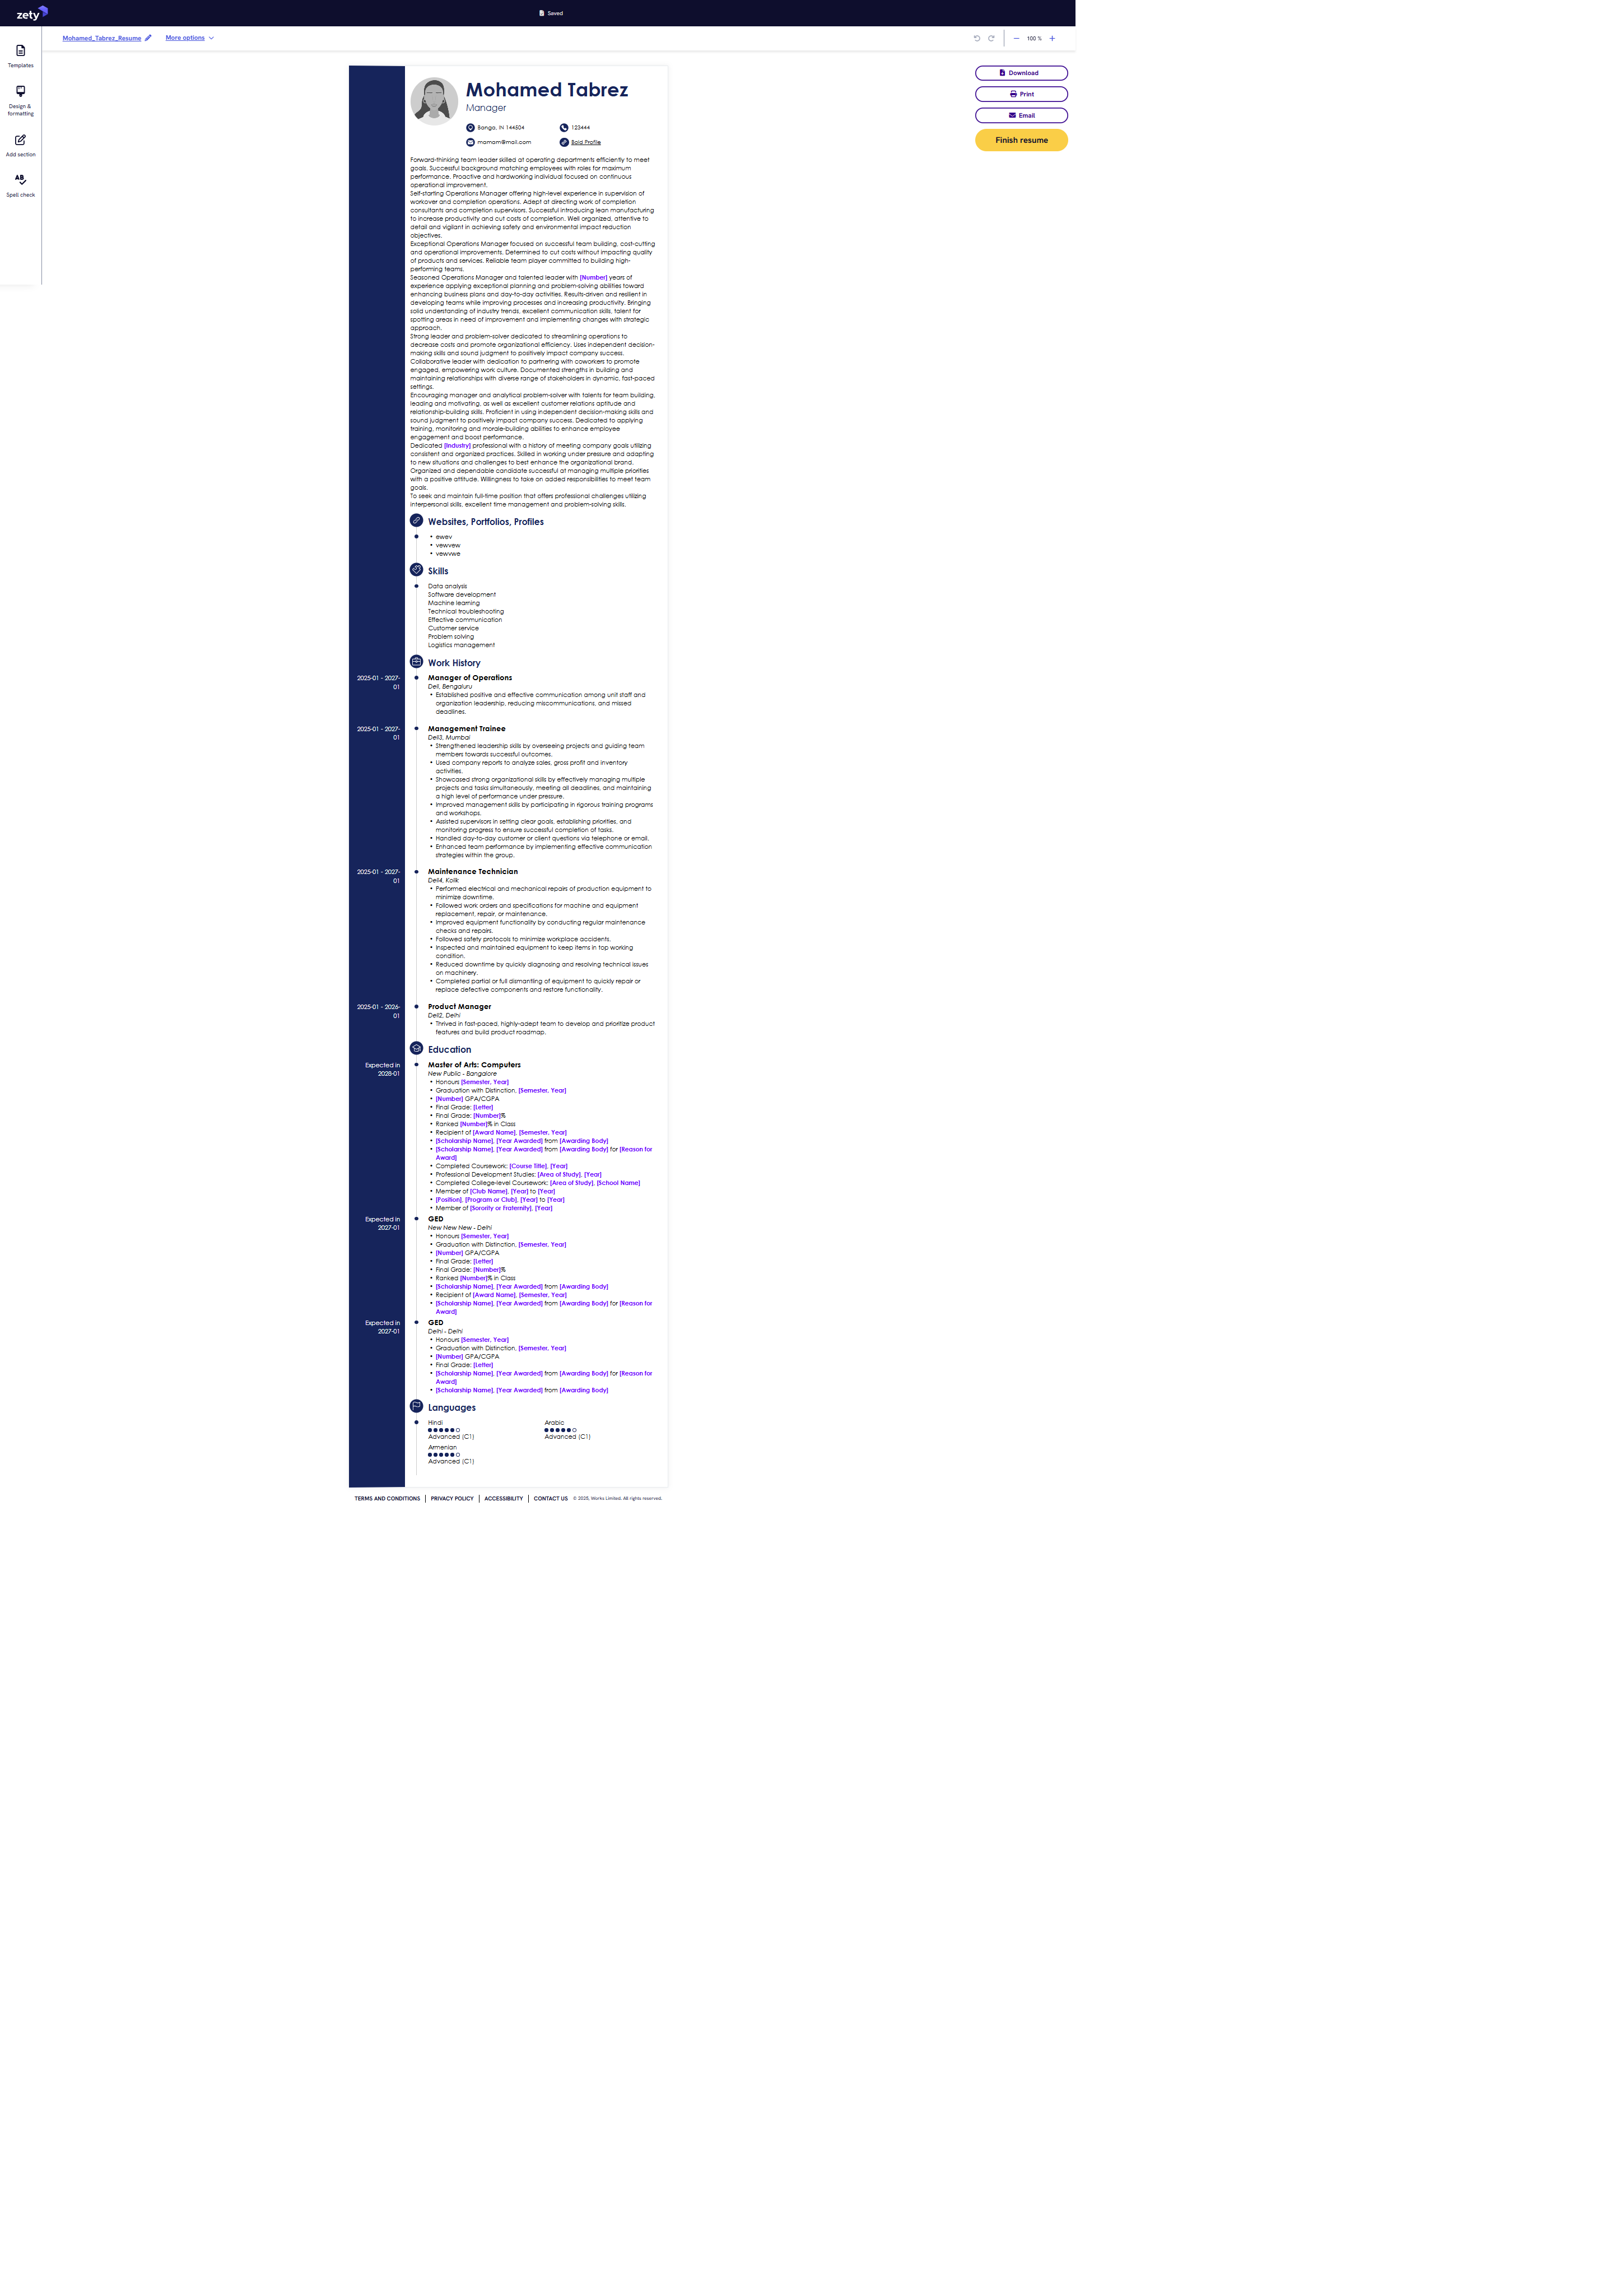 zety
Saved
Mohamed_Tabrez_Resume
More options
100 %
Templates
Design &
formatting
Add section
Spell check
Download
Print
Email
Finish resume
Mohamed Tabrez
Manager
Bango, IN 144504
123444
mamam@mail.com
Bold Profile
Forward-thinking team leader skilled at operating departments efficiently to meet
goals. Successful background matching employees with roles for maximum
performance. Proactive and hardworking individual focused on continuous
operational improvement.
Self-starting Operations Manager offering high-level experience in supervision of
workover and completion operations. Adept at directing work of completion
consultants and completion supervisors. Successful introducing lean manufacturing
to increase productivity and cut costs of completion. Well organized, attentive to
detail and vigilant in achieving safety and environmental impact reduction
objectives.
Exceptional Operations Manager focused on successful team building, cost-cutting
and operational improvements. Determined to cut costs without impacting quality
of products and services. Reliable team player committed to building high-
performing teams.
Seasoned Operations Manager and talented leader with [Number] years of
experience applying exceptional planning and problem-solving abilities toward
enhancing business plans and day-to-day activities. Results-driven and resilient in
developing teams while improving processes and increasing productivity. Bringing
solid understanding of industry trends, excellent communication skills, talent for
spotting areas in need of improvement and implementing changes with strategic
approach.
Strong leader and problem-solver dedicated to streamlining operations to
decrease costs and promote organizational efficiency. Uses independent decision-
making skills and sound judgment to positively impact company success.
Collaborative leader with dedication to partnering with coworkers to promote
engaged, empowering work culture. Documented strengths in building and
maintaining relationships with diverse range of stakeholders in dynamic, fast-paced
settings.
Encouraging manager and analytical problem-solver with talents for team building,
leading and motivating, as well as excellent customer relations aptitude and
relationship-building skills. Proficient in using independent decision-making skills and
sound judgment to positively impact company success. Dedicated to applying
training, monitoring and morale-building abilities to enhance employee
engagement and boost performance.
Dedicated [Industry] professional with a history of meeting company goals utilizing
consistent and organized practices. Skilled in working under pressure and adapting
to new situations and challenges to best enhance the organizational brand.
Organized and dependable candidate successful at managing multiple priorities
with a positive attitude. Willingness to take on added responsibilities to meet team
goals.
To seek and maintain full-time position that offers professional challenges utilizing
interpersonal skills, excellent time management and problem-solving skills.
Websites, Portfolios, Profiles
• ewev
• vewvew
• vewvwe
Skills
Data analysis
Software development
Machine learning
Technical troubleshooting
Effective communication
Customer service
Problem solving
Logistics management
Work History
2025-01 - 2027-
01
Manager of Operations
Dell, Bengaluru
• Established positive and effective communication among unit staff and
organization leadership, reducing miscommunications, and missed
deadlines.
2025-01 - 2027-
01
Management Trainee
Dell3, Mumbai
• Strengthened leadership skills by overseeing projects and guiding team
members towards successful outcomes.
• Used company reports to analyze sales, gross profit and inventory
activities.
• Showcased strong organizational skills by effectively managing multiple
projects and tasks simultaneously, meeting all deadlines, and maintaining
a high level of performance under pressure.
• Improved management skills by participating in rigorous training programs
and workshops.
• Assisted supervisors in setting clear goals, establishing priorities, and
monitoring progress to ensure successful completion of tasks.
• Handled day-to-day customer or client questions via telephone or email.
• Enhanced team performance by implementing effective communication
strategies within the group.
2025-01 - 2027-
01
Maintenance Technician
Dell4, Kolik
• Performed electrical and mechanical repairs of production equipment to
minimize downtime.
• Followed work orders and specifications for machine and equipment
replacement, repair, or maintenance.
• Improved equipment functionality by conducting regular maintenance
checks and repairs.
• Followed safety protocols to minimize workplace accidents.
• Inspected and maintained equipment to keep items in top working
condition.
• Reduced downtime by quickly diagnosing and resolving technical issues
on machinery.
• Completed partial or full dismantling of equipment to quickly repair or
replace defective components and restore functionality.
2025-01 - 2026-
01
Product Manager
Dell2, Delhi
• Thrived in fast-paced, highly-adept team to develop and prioritize product
features and build product roadmap.
Education
Expected in
2028-01
Master of Arts: Computers
New Public - Bangalore
• Honours [Semester, Year]
• Graduation with Distinction, [Semester, Year]
• [Number] GPA/CGPA
• Final Grade: [Letter]
• Final Grade: [Number]%
• Ranked [Number]% in Class
• Recipient of [Award Name], [Semester, Year]
• [Scholarship Name], [Year Awarded] from [Awarding Body]
• [Scholarship Name], [Year Awarded] from [Awarding Body] for [Reason for
Award]
• Completed Coursework: [Course Title], [Year]
• Professional Development Studies: [Area of Study], [Year]
• Completed College-level Coursework: [Area of Study], [School Name]
• Member of [Club Name], [Year] to [Year]
• [Position], [Program or Club], [Year] to [Year]
• Member of [Sorority or Fraternity], [Year]
Expected in
2027-01
GED
New New New - Delhi
• Honours [Semester, Year]
• Graduation with Distinction, [Semester, Year]
• [Number] GPA/CGPA
• Final Grade: [Letter]
• Final Grade: [Number]%
• Ranked [Number]% in Class
• [Scholarship Name], [Year Awarded] from [Awarding Body]
• Recipient of [Award Name], [Semester, Year]
• [Scholarship Name], [Year Awarded] from [Awarding Body] for [Reason for
Award]
Expected in
2027-01
GED
Delhi - Delhi
• Honours [Semester, Year]
• Graduation with Distinction, [Semester, Year]
• [Number] GPA/CGPA
• Final Grade: [Letter]
• [Scholarship Name], [Year Awarded] from [Awarding Body] for [Reason for
Award]
• [Scholarship Name], [Year Awarded] from [Awarding Body]
Languages
Hindi
Advanced (C1)
Arabic
Advanced (C1)
Armenian
Advanced (C1)
TERMS AND CONDITIONS | PRIVACY POLICY | ACCESSIBILITY | CONTACT US © 2025, Works Limited. All rights reserved.